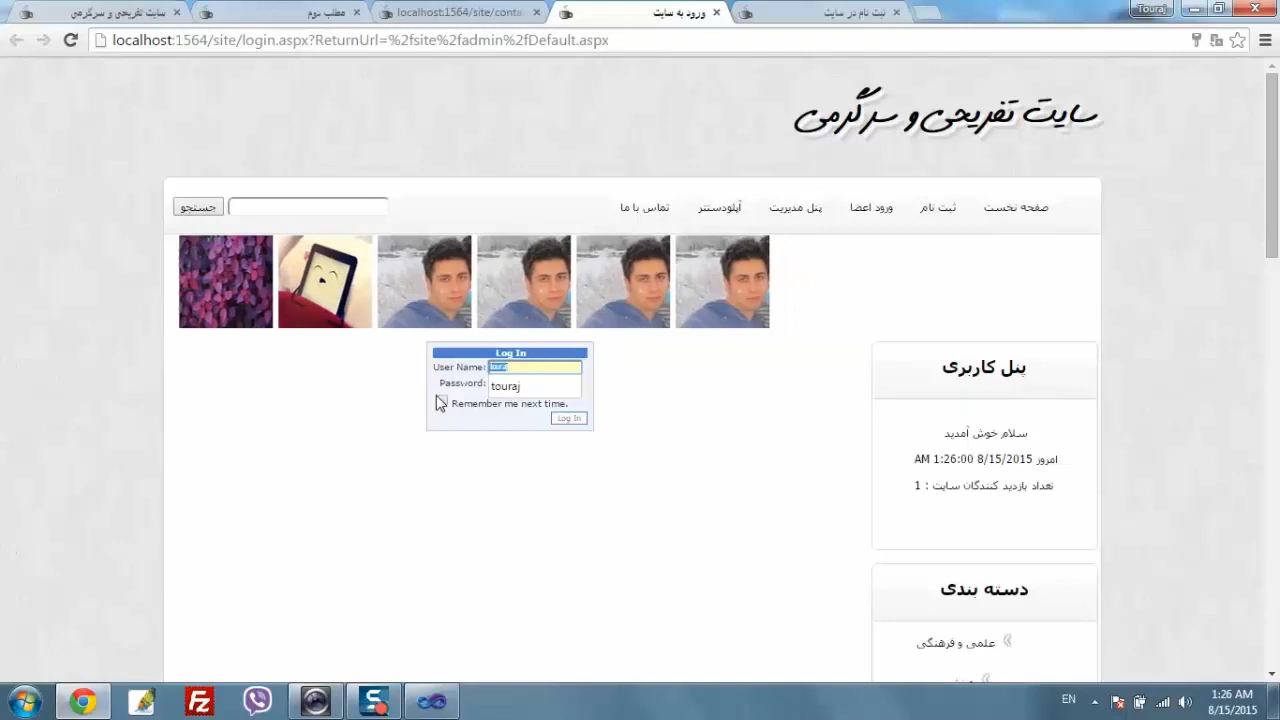 سایت تفریحی و سرگرمی
مطلب دوم
localhost:1564/site/conta
ورود به سایت
ثبت نام در سایت
Touraj
localhost:1564/site/login.aspx?ReturnUrl=%2fsite%2fadmin%2fDefault.aspx
سایت تفریحی و سرگرمی
صفحه نخست
ثبت نام
ورود اعضا
پنل مدیریت
آپلودسنتر
تماس با ما
جستجو
Log In
User Name:
touraj
Password:
Remember me next time.
Log In
پنل کاربری
سلام خوش آمدید
امروز 8/15/2015 1:26:00 AM
تعداد بازدید کنندگان سایت : 1
دسته بندی
علمی و فرهنگی
EN
1:26 AM
8/15/2015